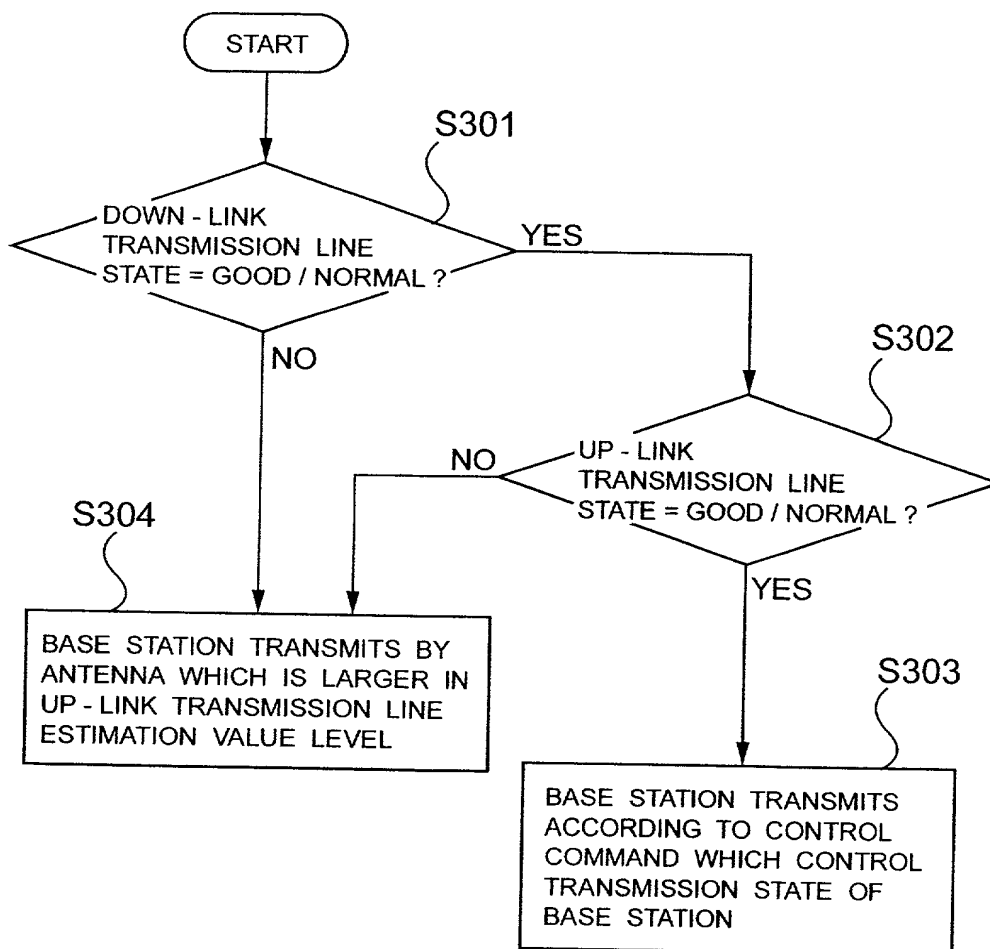 START
S301
DOWN - LINK
TRANSMISSION LINE
STATE = GOOD / NORMAL ?
YES
NO
S302
UP - LINK
TRANSMISSION LINE
STATE = GOOD / NORMAL ?
NO
YES
S304
BASE STATION TRANSMITS BY
ANTENNA WHICH IS LARGER IN
UP - LINK TRANSMISSION LINE
ESTIMATION VALUE LEVEL
S303
BASE STATION TRANSMITS
ACCORDING TO CONTROL
COMMAND WHICH CONTROL
TRANSMISSION STATE OF
BASE STATION